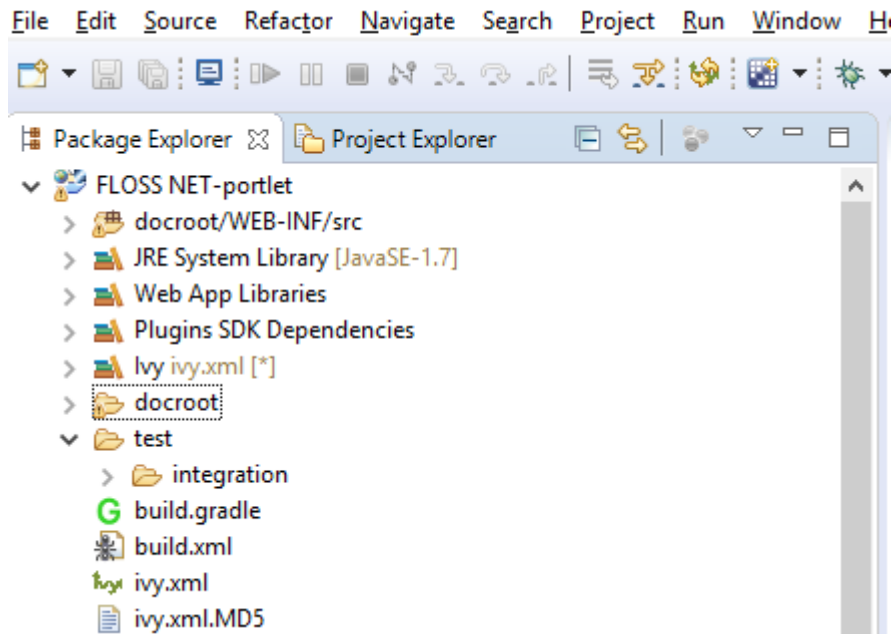 File Edit Source Refactor Navigate Search Project Run Window
Package Explorer Project Explorer
FLOSS NET-portlet
docroot/WEB-INF/src
JRE System Library [JavaSE-1.7]
Web App Libraries
Plugins SDK Dependencies
Ivy ivy.xml [*]
docroot
test
integration
G build.gradle
build.xml
ivy ivy.xml
ivy.xml.MD5